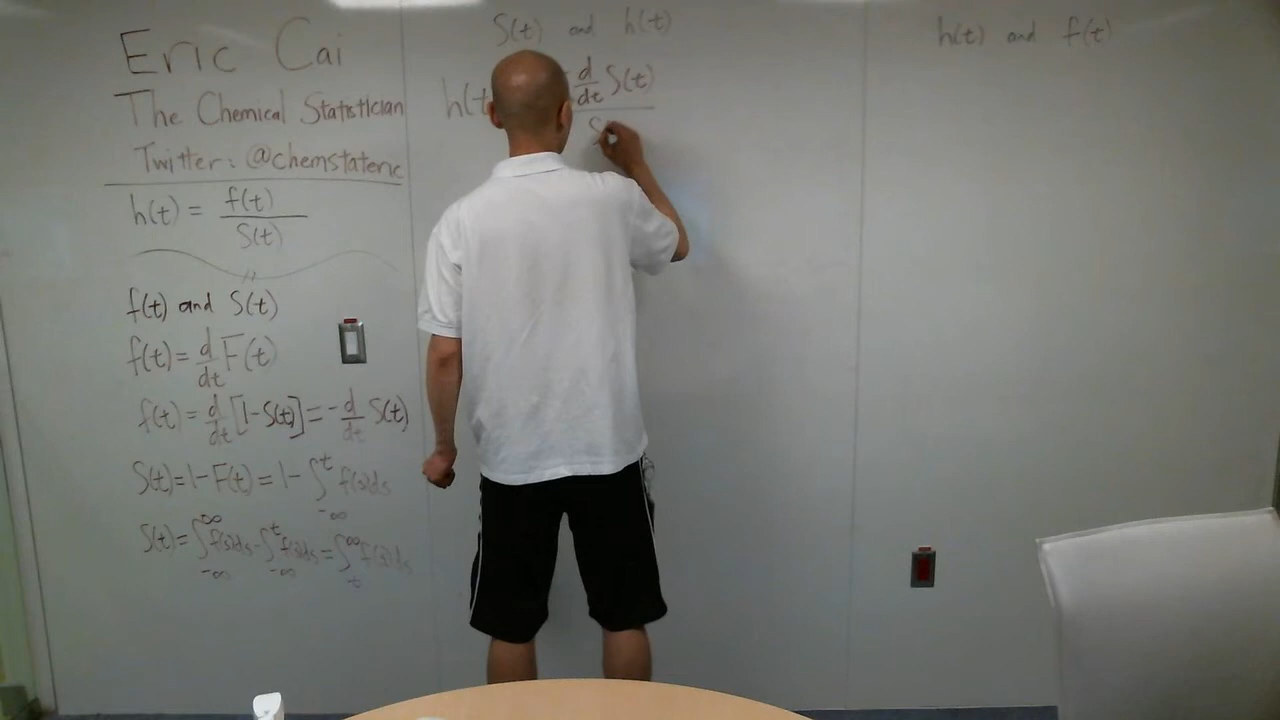 Eric Cai
The Chemical Statistician
Twitter: @chemstateric
h(t) = f(t) / S(t)
f(t) and S(t)
f(t) = d/dt F(t)
f(t) = d/dt [1-S(t)] = - d/dt S(t)
S(t) = 1 - F(t) = 1 - ∫_{-∞}^{t} f(s)ds
S(t) = ∫_{-∞}^{∞} f(s)ds - ∫_{-∞}^{t} f(s)ds = ∫_{t}^{∞} f(s)ds
S(t) and h(t)
h(t - d/dt S(t) / S
h(t) and f(t)